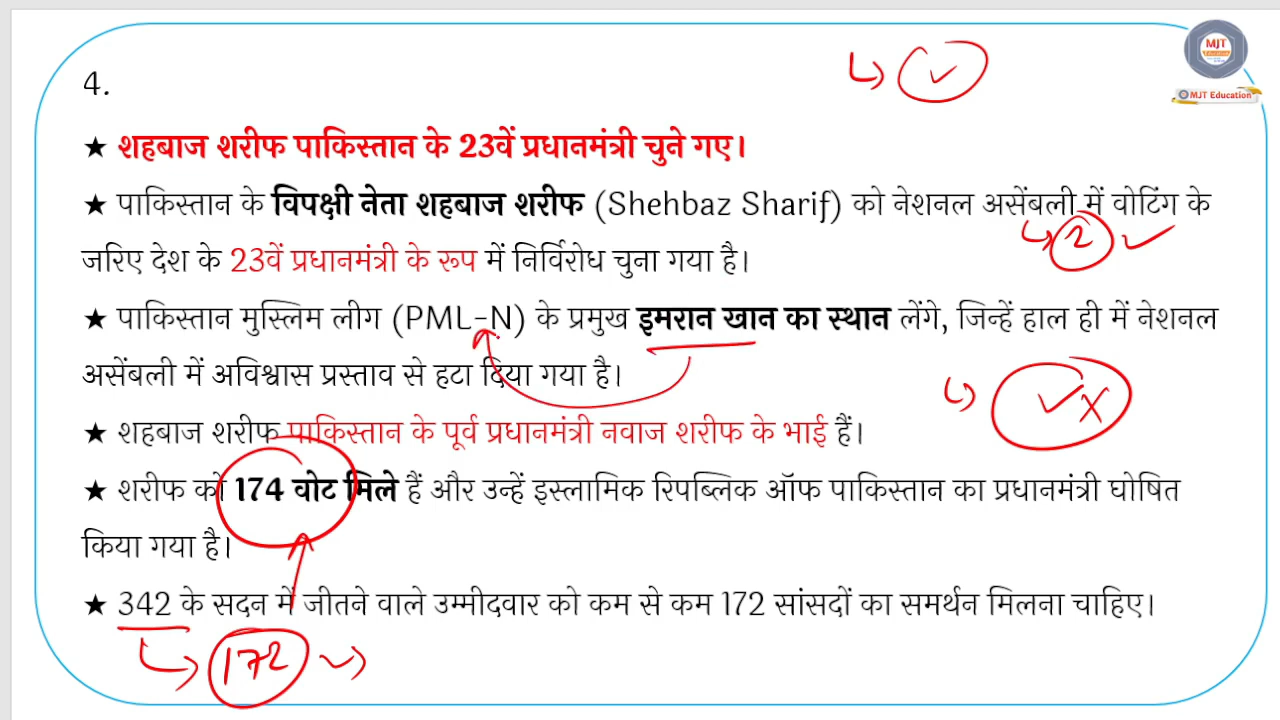 MJT
Education
MJT Education
4.
★ शहबाज शरीफ पाकिस्तान के 23वें प्रधानमंत्री चुने गए।
★ पाकिस्तान के विपक्षी नेता शहबाज शरीफ (Shehbaz Sharif) को नेशनल असेंबली में वोटिंग के
2
जरिए देश के 23वें प्रधानमंत्री के रूप में निर्विरोध चुना गया है।
★ पाकिस्तान मुस्लिम लीग (PML-N) के प्रमुख इमरान खान का स्थान लेंगे, जिन्हें हाल ही में नेशनल
असेंबली में अविश्वास प्रस्ताव से हटा दिया गया है।
★ शहबाज शरीफ पाकिस्तान के पूर्व प्रधानमंत्री नवाज शरीफ के भाई हैं।
★ शरीफ को 174 वोट मिले हैं और उन्हें इस्लामिक रिपब्लिक ऑफ पाकिस्तान का प्रधानमंत्री घोषित
किया गया है।
★ 342 के सदन में जीतने वाले उम्मीदवार को कम से कम 172 सांसदों का समर्थन मिलना चाहिए।
172